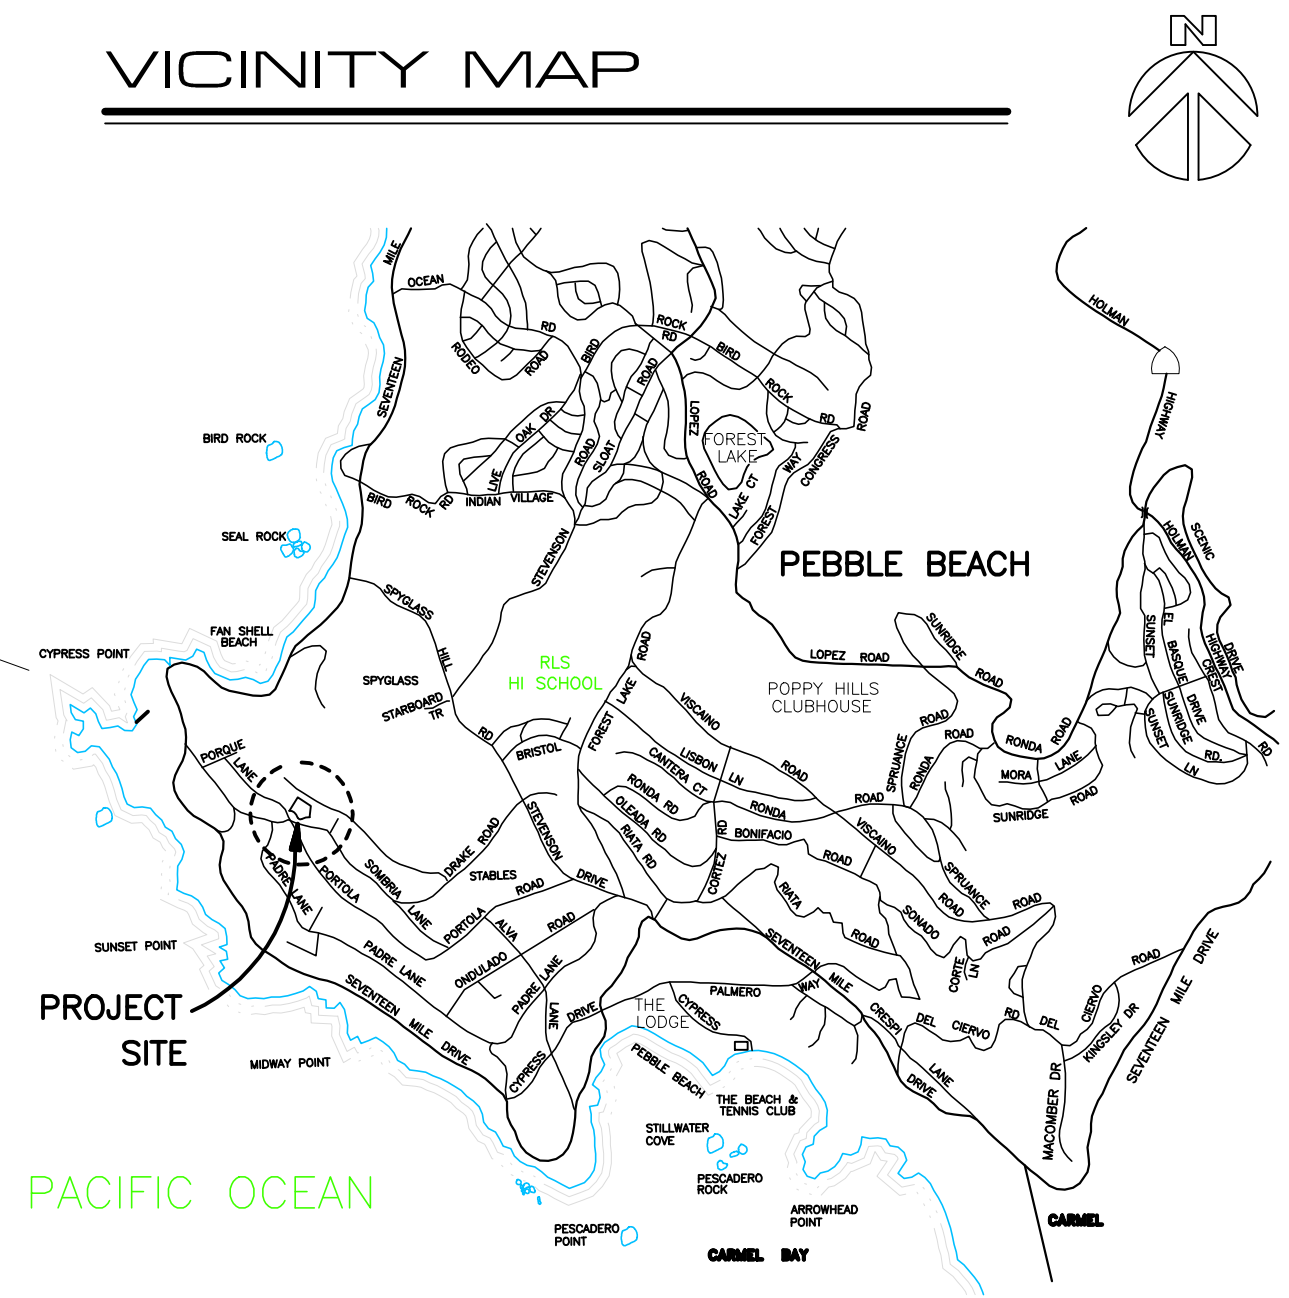 VICINITY MAP
N
MILE
OCEAN
HOLMAN
RD
ROCK
RD
BIRD
BIRD
RODEO
ROAD
SEVENTEEN
ROAD
ROCK
HIGHWAY
LOPEZ
RD
ROAD
OAK DR
BIRD ROCK
FOREST
LAKE
ROAD
SLOAT
WAY
CONGRESS
LIVE
ROAD
LAKE CT
BIRD ROCK RD
INDIAN VILLAGE
FOREST
SEAL ROCK
STEVENSON
PEBBLE BEACH
HOLMAN
SCENIC
SPYGLASS
FAN SHELL
BEACH
SUNRIDGE
SUNSET
EL
CYPRESS POINT
HILL
ROAD
LOPEZ ROAD
BASQUE
HIGHWAY
DRIVE
RLS
HI SCHOOL
SPYGLASS
LAKE
ROAD
POPPY HILLS
CLUBHOUSE
CREST
STARBOARD
TR
VISCAINO
ROAD
SUNRIDGE
DRIVE
FOREST
RD
BRISTOL
SPRUANCE
ROAD
RONDA
ROAD
SUNSET
RD
PORQUE
LANE
LISBON
LN
ROAD
RONDA
MORA LANE
RD.
LN
CANTERA CT
RONDA RD
RONDA
ROAD
ROAD
SUNRIDGE
OLEADA RD
RIATA RD
RD
BONIFACIO
ROAD
VISCAINO
STEVENSON
DRAKE ROAD
CORTEZ
SOMBRIA
LANE
PADRE LANE
PORTOLA
STABLES
ROAD
DRIVE
RIATA
SPRUANCE
ROAD
ROAD
PORTOLA
ALVA
ROAD
SONADO
ROAD
SUNSET POINT
PADRE LANE
ONDULADO
PADRE LANE
SEVENTEEN MILE
ROAD
CORTE
LN
ROAD
DRIVE
PROJECT
SITE
SEVENTEEN MILE DRIVE
LANE
DRIVE
THE
LODGE
PALMERO
WAY
CYPRESS
CRESPI
DEL CIERVO RD
DEL
CIERVO
KINGSLEY DR
SEVENTEEN MILE
MIDWAY POINT
CYPRESS
PEBBLE BEACH
LANE
DRIVE
MACOMBER DR
THE BEACH &
TENNIS CLUB
STILLWATER
COVE
PACIFIC OCEAN
PESCADERO
ROCK
ARROWHEAD
POINT
CARMEL
PESCADERO
POINT
CARMEL BAY